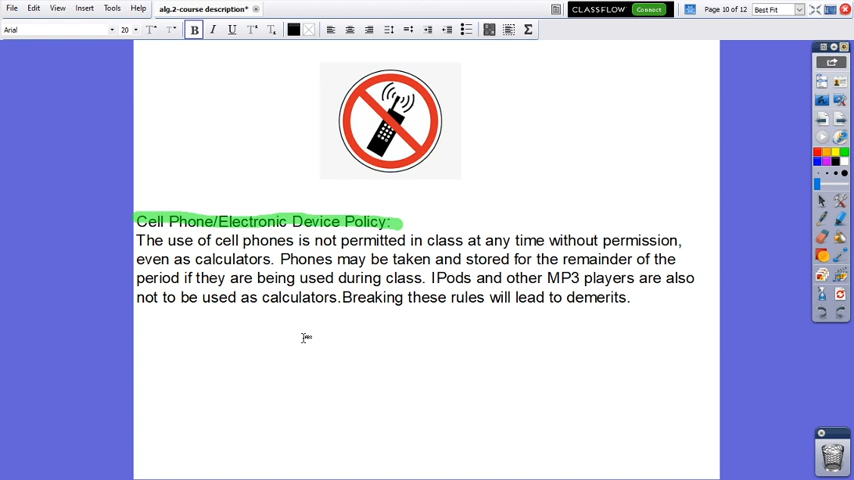 File Edit View Insert Tools Help alg.2-course description* CLASSFLOW Connect Page 10 of 12 Best Fit
Arial 20 B I U Σ
Cell Phone/Electronic Device Policy:
The use of cell phones is not permitted in class at any time without permission,
even as calculators. Phones may be taken and stored for the remainder of the
period if they are being used during class. IPods and other MP3 players are also
not to be used as calculators.Breaking these rules will lead to demerits.